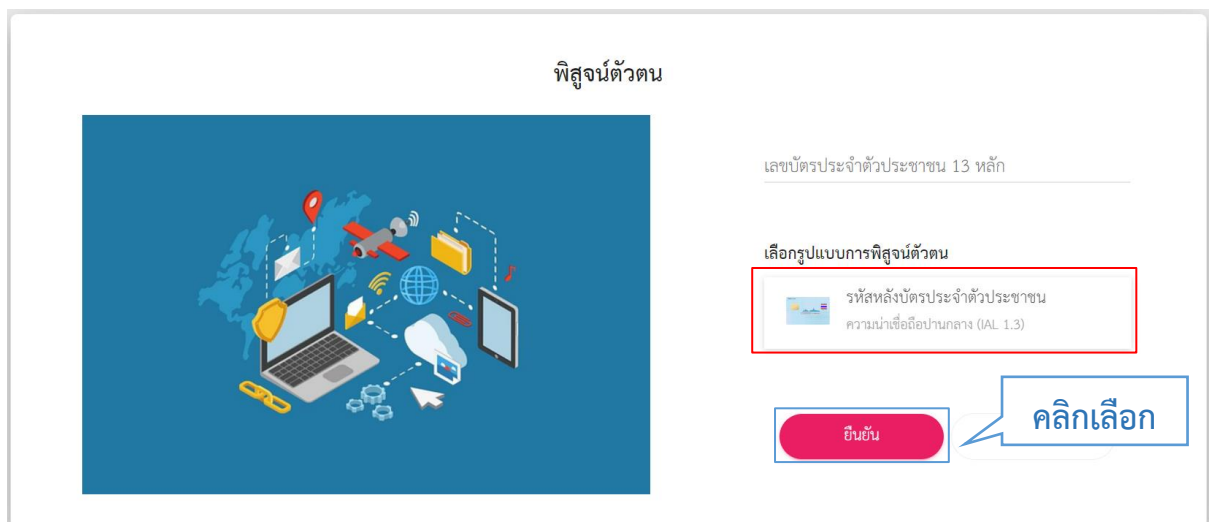 พิสูจน์ตัวตน
เลขบัตรประจำตัวประชาชน 13 หลัก
เลือกรูปแบบการพิสูจน์ตัวตน
รหัสหลังบัตรประจำตัวประชาชน
ความน่าเชื่อถือปานกลาง (IAL 1.3)
คลิกเลือก
ยืนยัน